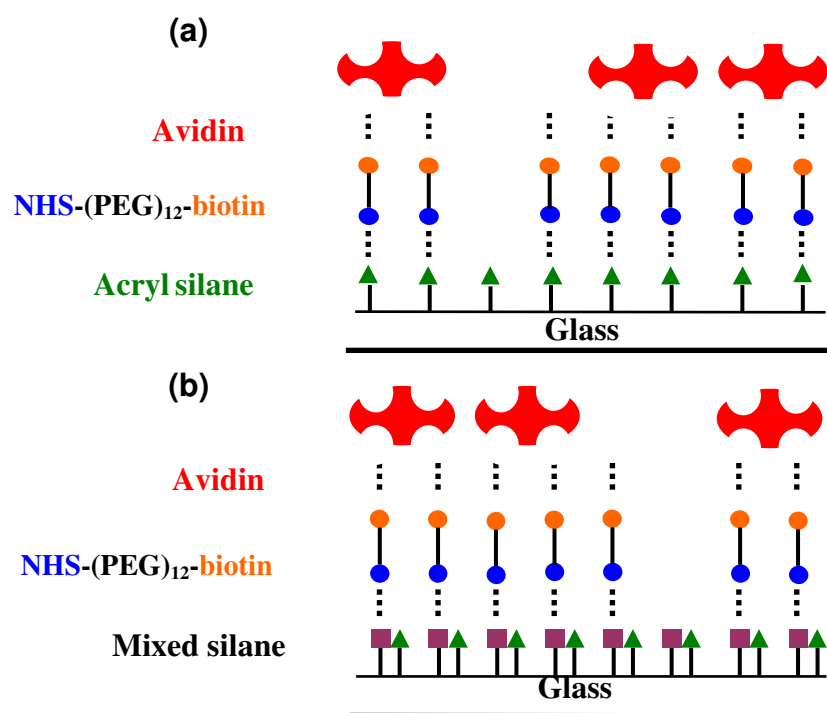 (a)
Avidin
NHS-(PEG)₁₂-biotin
Acryl silane
Glass
(b)
Avidin
NHS-(PEG)₁₂-biotin
Mixed silane
Glass